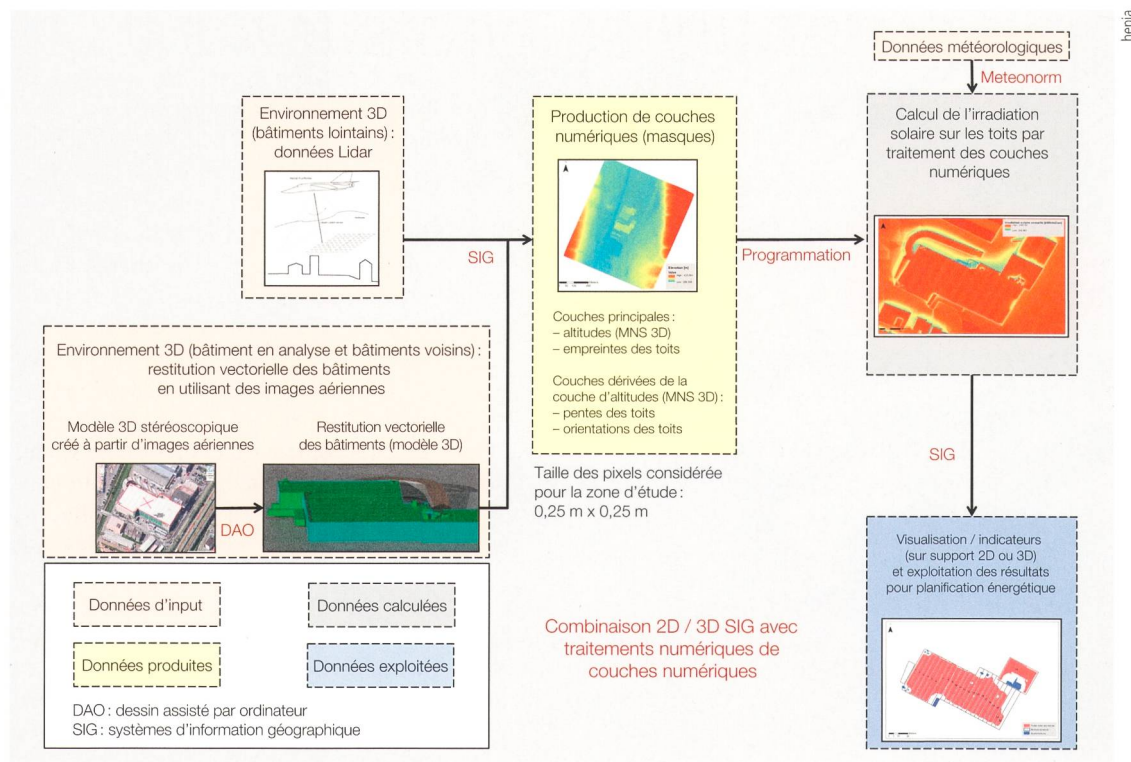 hepia
Données météorologiques
Meteonorm
Environnement 3D
(bâtiments lointains) :
données Lidar
SIG
Production de couches
numériques (masques)
Couches principales :
– altitudes (MNS 3D)
– empreintes des toits
Couches dérivées de la
couche d'altitudes (MNS 3D) :
– pentes des toits
– orientations des toits
Taille des pixels considérée
pour la zone d'étude :
0,25 m x 0,25 m
Programmation
Calcul de l'irradiation
solaire sur les toits par
traitement des couches
numériques
SIG
Environnement 3D (bâtiment en analyse et bâtiments voisins) :
restitution vectorielle des bâtiments
en utilisant des images aériennes
Modèle 3D stéréoscopique
créé à partir d'images aériennes
DAO
Restitution vectorielle
des bâtiments (modèle 3D)
Visualisation / indicateurs
(sur support 2D ou 3D)
et exploitation des résultats
pour planification énergétique
Données d'input
Données calculées
Données produites
Données exploitées
DAO : dessin assisté par ordinateur
SIG : systèmes d'information géographique
Combinaison 2D / 3D SIG avec
traitements numériques de
couches numériques